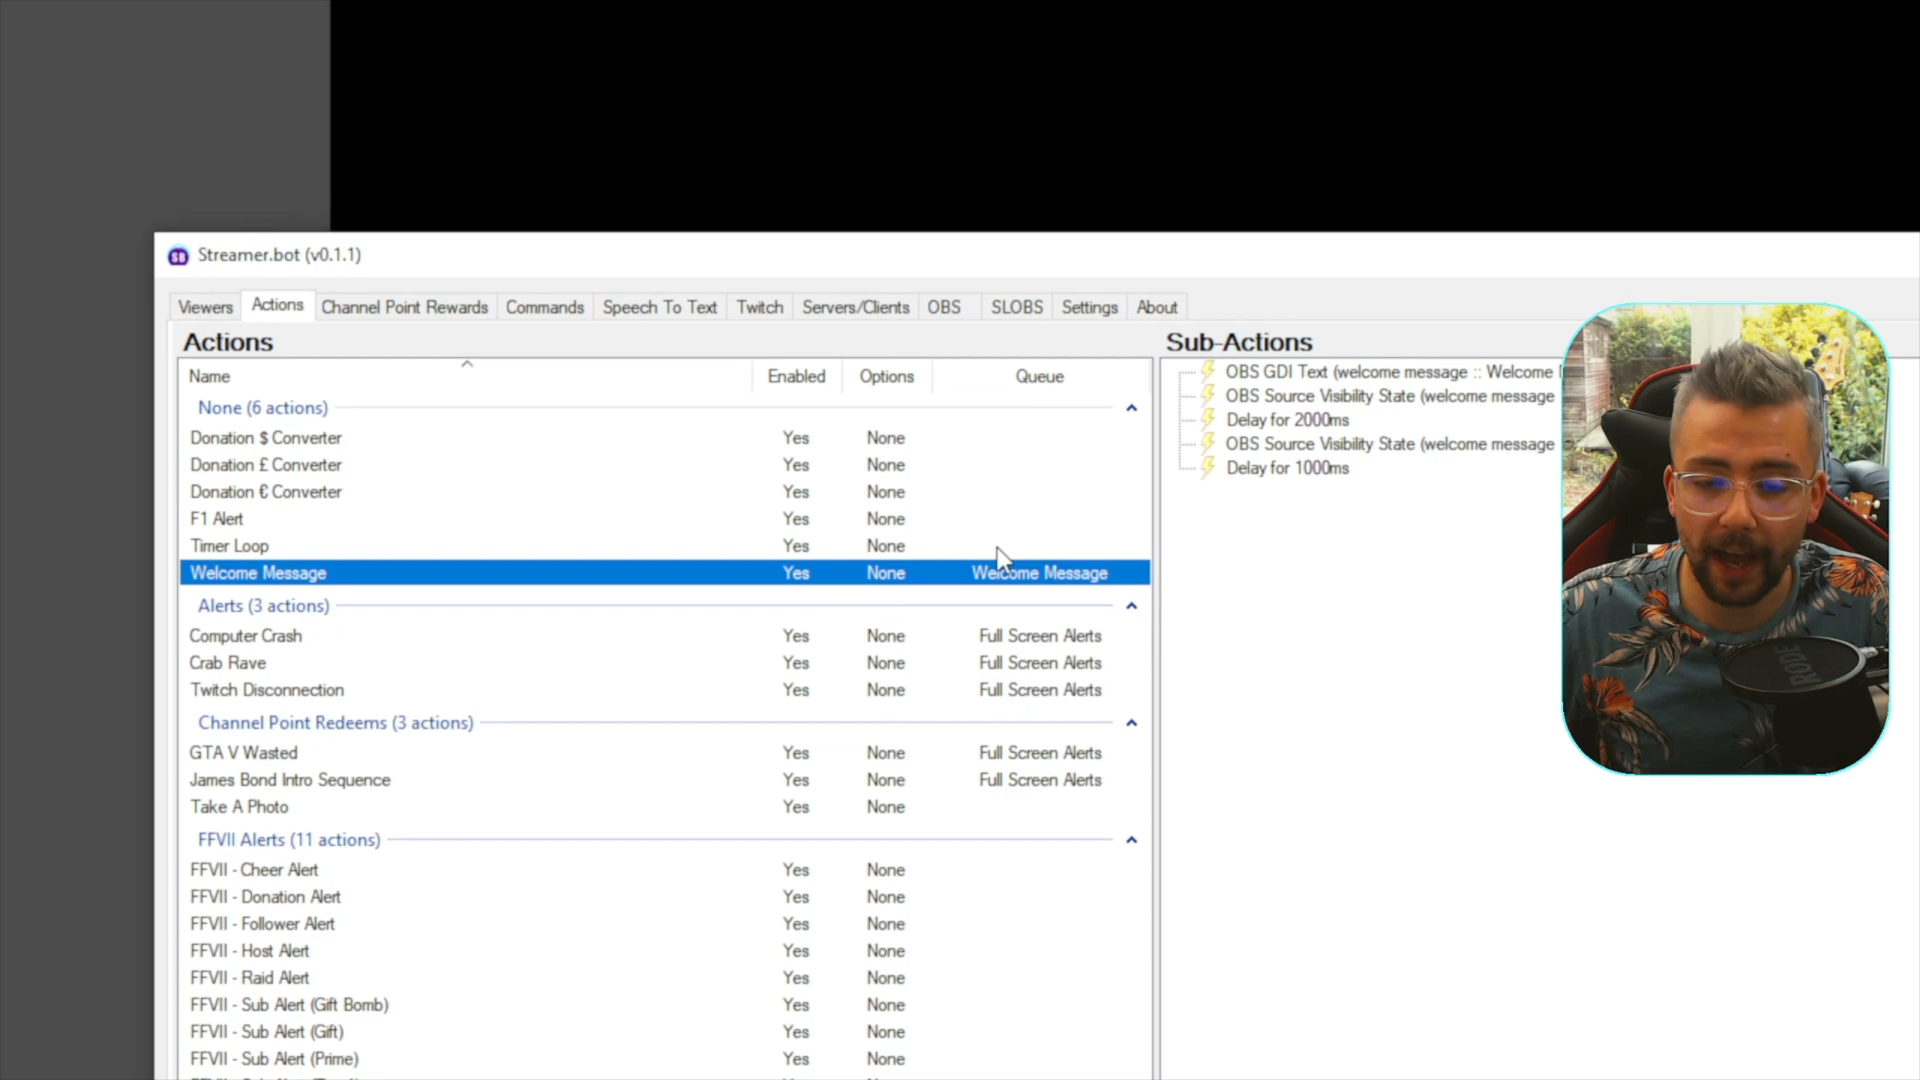 Streamer.bot (v0.1.1)
Viewers Actions Channel Point Rewards Commands Speech To Text Twitch Servers/Clients OBS SLOBS Settings About
Actions
Name Enabled Options Queue
None (6 actions)
Donation $ Converter Yes None
Donation £ Converter Yes None
Donation € Converter Yes None
F1 Alert Yes None
Timer Loop Yes None
Welcome Message Yes None Welcome Message
Alerts (3 actions)
Computer Crash Yes None Full Screen Alerts
Crab Rave Yes None Full Screen Alerts
Twitch Disconnection Yes None Full Screen Alerts
Channel Point Redeems (3 actions)
GTA V Wasted Yes None Full Screen Alerts
James Bond Intro Sequence Yes None Full Screen Alerts
Take A Photo Yes None
FFVII Alerts (11 actions)
FFVII - Cheer Alert Yes None
FFVII - Donation Alert Yes None
FFVII - Follower Alert Yes None
FFVII - Host Alert Yes None
FFVII - Raid Alert Yes None
FFVII - Sub Alert (Gift Bomb) Yes None
FFVII - Sub Alert (Gift) Yes None
FFVII - Sub Alert (Prime) Yes None
Sub-Actions
OBS GDI Text (welcome message :: Welcome
OBS Source Visibility State (welcome message
Delay for 2000ms
OBS Source Visibility State (welcome message
Delay for 1000ms
RODE